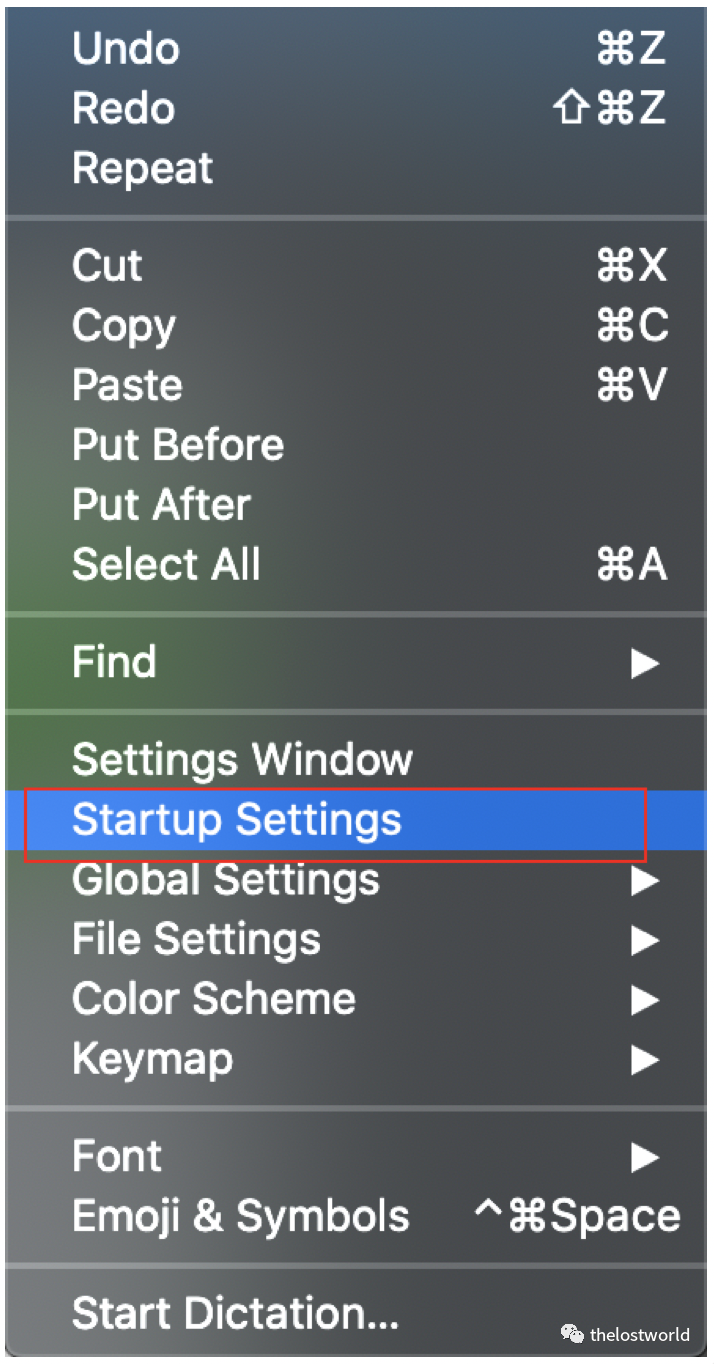 Undo ⌘Z
Redo ⇧⌘Z
Repeat
Cut ⌘X
Copy ⌘C
Paste ⌘V
Put Before
Put After
Select All ⌘A
Find ▶
Settings Window
Startup Settings
Global Settings ▶
File Settings ▶
Color Scheme ▶
Keymap ▶
Font ▶
Emoji & Symbols ^⌘Space
Start Dictation...
thelostworld